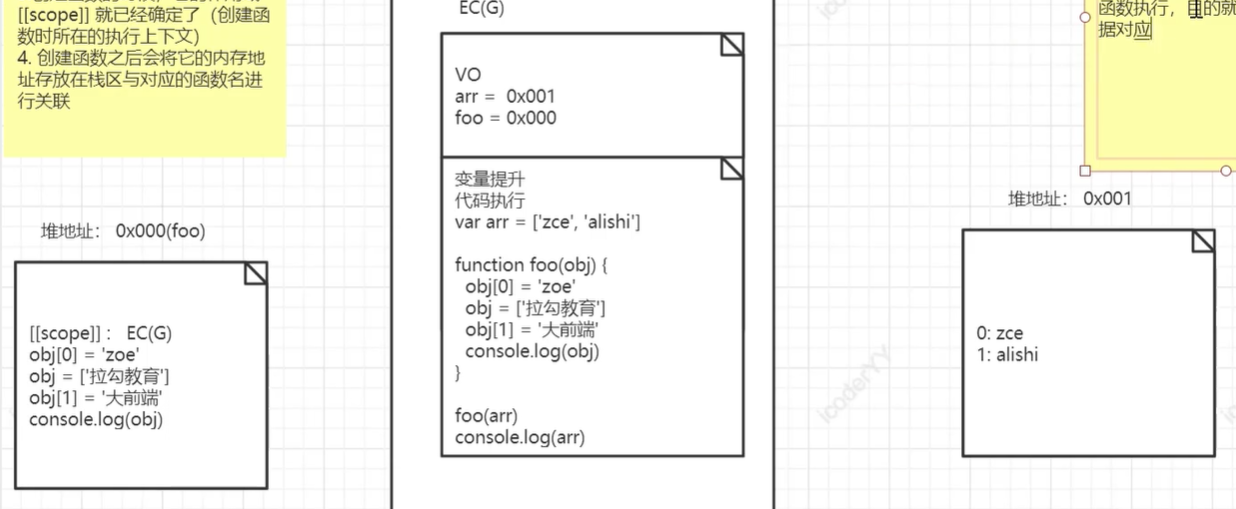 [[scope]] 就已经确定了（创建函
数时所在的执行上下文）
4. 创建函数之后会将它的内存地
址存放在栈区与对应的函数名进
行关联
堆地址： 0x000(foo)
[[scope]] ： EC(G)
obj[0] = 'zoe'
obj = ['拉勾教育']
obj[1] = '大前端'
console.log(obj)
EC(G)
VO
arr = 0x001
foo = 0x000
变量提升
代码执行
var arr = ['zce', 'alishi']
function foo(obj) {
obj[0] = 'zoe'
obj = ['拉勾教育']
obj[1] = '大前端'
console.log(obj)
}
foo(arr)
console.log(arr)
函数执行，目的就
据对应
堆地址： 0x001
0: zce
1: alishi
icoderYY